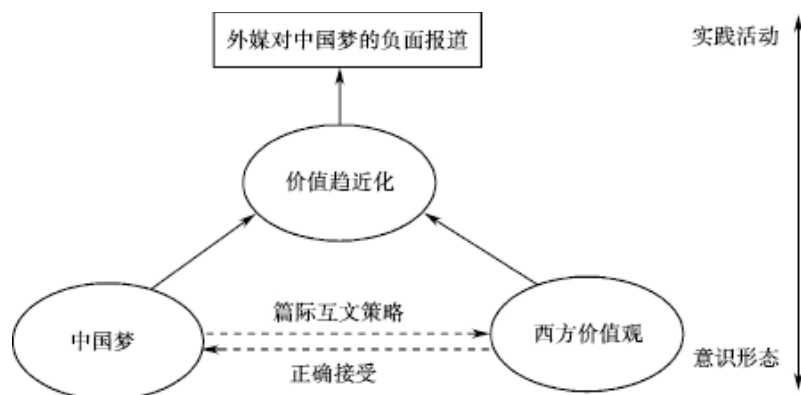 外媒对中国梦的负面报道
实践活动
价值趋近化
篇际互文策略
中国梦
西方价值观
正确接受
意识形态